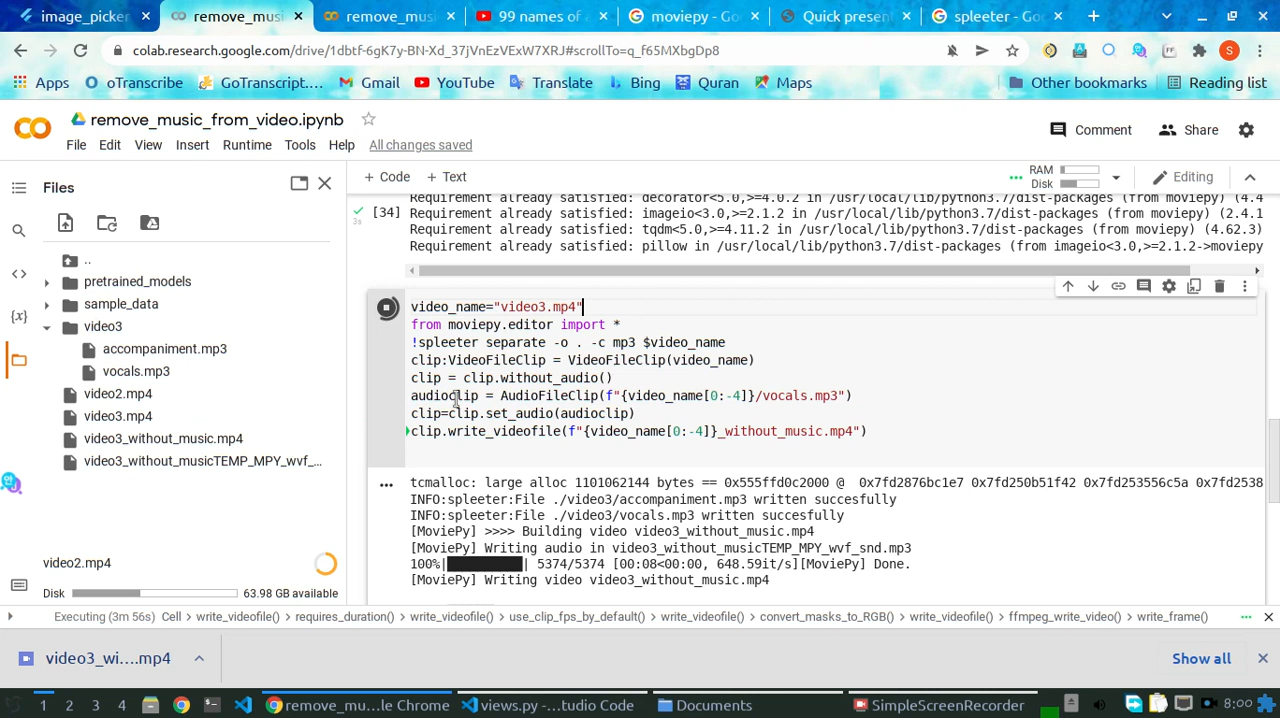 image_picker
remove_mus
remove_mus
99 names of
moviepy - Go
Quick present
spleeter - Go
colab.research.google.com/drive/1dbtf-6gK7y-BN-Xd_37jVnEzVExW7XRJ#scrollTo=q_f65MXbgDp8
S
Apps
oTranscribe
GoTranscript....
Gmail
YouTube
Translate
Bing
Quran
Maps
Other bookmarks
Reading list
remove_music_from_video.ipynb
Comment
Share
File Edit View Insert Runtime Tools Help All changes saved
Files
+ Code + Text
RAM
Disk
Editing
..
pretrained_models
sample_data
video3
accompaniment.mp3
vocals.mp3
video2.mp4
video3.mp4
video3_without_music.mp4
video3_without_musicTEMP_MPY_wvf_...
video2.mp4
Disk 63.98 GB available
[34]
3s
Requirement already satisfied: decorator<5.0,>=4.0.2 in /usr/local/lib/python3.7/dist-packages (from moviepy) (4.4
Requirement already satisfied: imageio<3.0,>=2.1.2 in /usr/local/lib/python3.7/dist-packages (from moviepy) (2.4.1
Requirement already satisfied: tqdm<5.0,>=4.11.2 in /usr/local/lib/python3.7/dist-packages (from moviepy) (4.62.3)
Requirement already satisfied: pillow in /usr/local/lib/python3.7/dist-packages (from imageio<3.0,>=2.1.2->moviepy
video_name="video3.mp4"
from moviepy.editor import *
!spleeter separate -o . -c mp3 $video_name
clip:VideoFileClip = VideoFileClip(video_name)
clip = clip.without_audio()
audioclip = AudioFileClip(f"{video_name[0:-4]}/vocals.mp3")
clip=clip.set_audio(audioclip)
clip.write_videofile(f"{video_name[0:-4]}_without_music.mp4")
tcmalloc: large alloc 1101062144 bytes == 0x555ffd0c2000 @ 0x7fd2876bc1e7 0x7fd250b51f42 0x7fd253556c5a 0x7fd2538
INFO:spleeter:File ./video3/accompaniment.mp3 written succesfully
INFO:spleeter:File ./video3/vocals.mp3 written succesfully
[MoviePy] >>>> Building video video3_without_music.mp4
[MoviePy] Writing audio in video3_without_musicTEMP_MPY_wvf_snd.mp3
100%|██████████| 5374/5374 [00:08<00:00, 648.59it/s][MoviePy] Done.
[MoviePy] Writing video video3_without_music.mp4
Executing (3m 56s) Cell > write_videofile() > requires_duration() > write_videofile() > use_clip_fps_by_default() > write_videofile() > convert_masks_to_RGB() > write_videofile() > ffmpeg_write_video() > write_frame()
video3_wi....mp4
Show all
1 2 3 4
remove_mu...le Chrome
views.py -...tudio Code
Documents
SimpleScreenRecorder
8:00